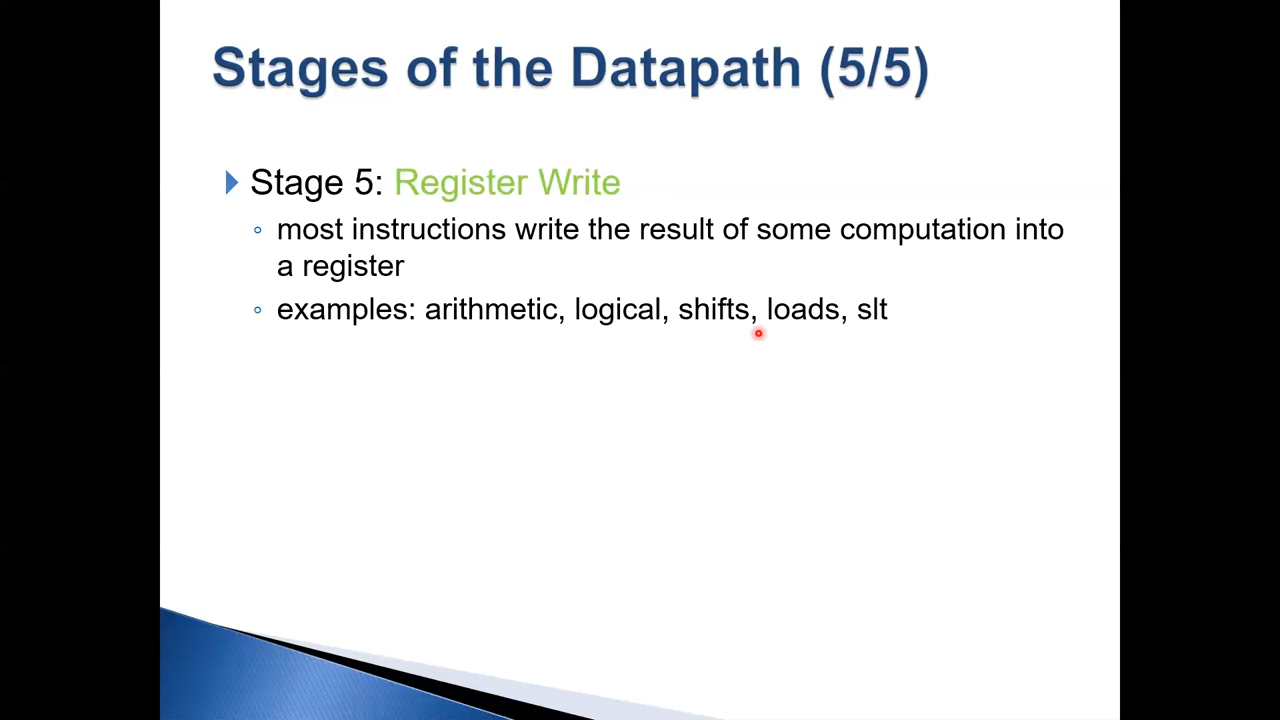 Stages of the Datapath (5/5)
Stage 5: Register Write
most instructions write the result of some computation into
a register
examples: arithmetic, logical, shifts, loads, slt